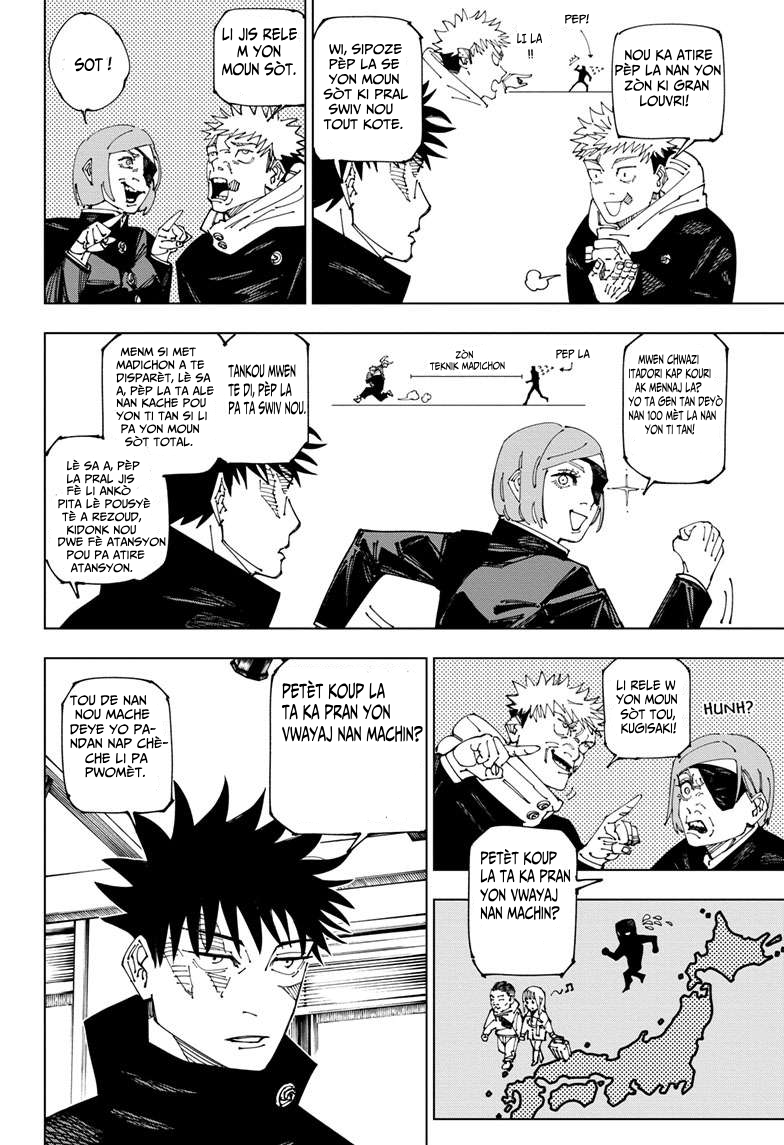 NOU KA ATIRE
PÈP LA NAN YON
ZÒN KI GRAN
LOUVRI!
PEP!
LI LA
!!
WI, SIPOZE
PÈP LA SE
YON MOUN
SÒT KI PRAL
SWIV NOU
TOUT KOTE.
LI JIS RELE
M YON
MOUN SÒT.
SOT !
MWEN CHWAZI
ITADORI KAP KOURI
AK MENNAJ LA?
YO TA GEN TAN DEYÒ
NAN 100 MÈT LA NAN
YON TI TAN!
PEP LA
ZÒN
TEKNIK MADICHON
TANKOU MWEN
TE DI, PÈP LA
PA TA SWIV NOU.
MENM SI MET
MADICHON A TE
DISPARÈT, LÈ SA
A, PÈP LA TA ALE
NAN KACHE POU
YON TI TAN SI LI
PA YON MOUN
SÒT TOTAL.
LÈ SA A, PÈP
LA PRAL JIS
FÈ LI ANKÒ
PITA LÈ POUSYÈ
TÈ A REZOUD,
KIDONK NOU
DWE FÈ ATANSYON
POU PA ATIRE
ATANSYON.
LI RELE W
YON MOUN
SÒT TOU,
KUGISAKI!
HUNH?
PETÈT KOUP
LA TA KA PRAN
YON VWAYAJ
NAN MACHIN?
PETÈT KOUP LA
TA KA PRAN YON
VWAYAJ NAN MACHIN?
TOU DE NAN
NOU MACHE
DEYE YO PA-
NDAN NAP CHÈ-
CHE LI PA
PWOMÈT.